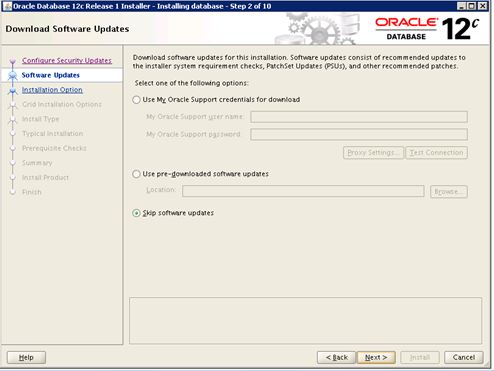 Oracle Database 12c Release 1 Installer - Installing database - Step 2 of 10
Download Software Updates
ORACLE
DATABASE
12c
Configure Security Updates
Software Updates
Installation Option
Grid Installation Options
Install Type
Typical Installation
Prerequisite Checks
Summary
Install Product
Finish
Download software updates for this installation. Software updates consist of recommended updates to
the installer system requirement checks, PatchSet Updates (PSUs), and other recommended patches.
Select one of the following options:
Use My Oracle Support credentials for download
My Oracle Support user name:
My Oracle Support password:
Proxy Settings... Test Connection
Use pre-downloaded software updates
Location: Browse...
Skip software updates
Help < Back Next > Install Cancel